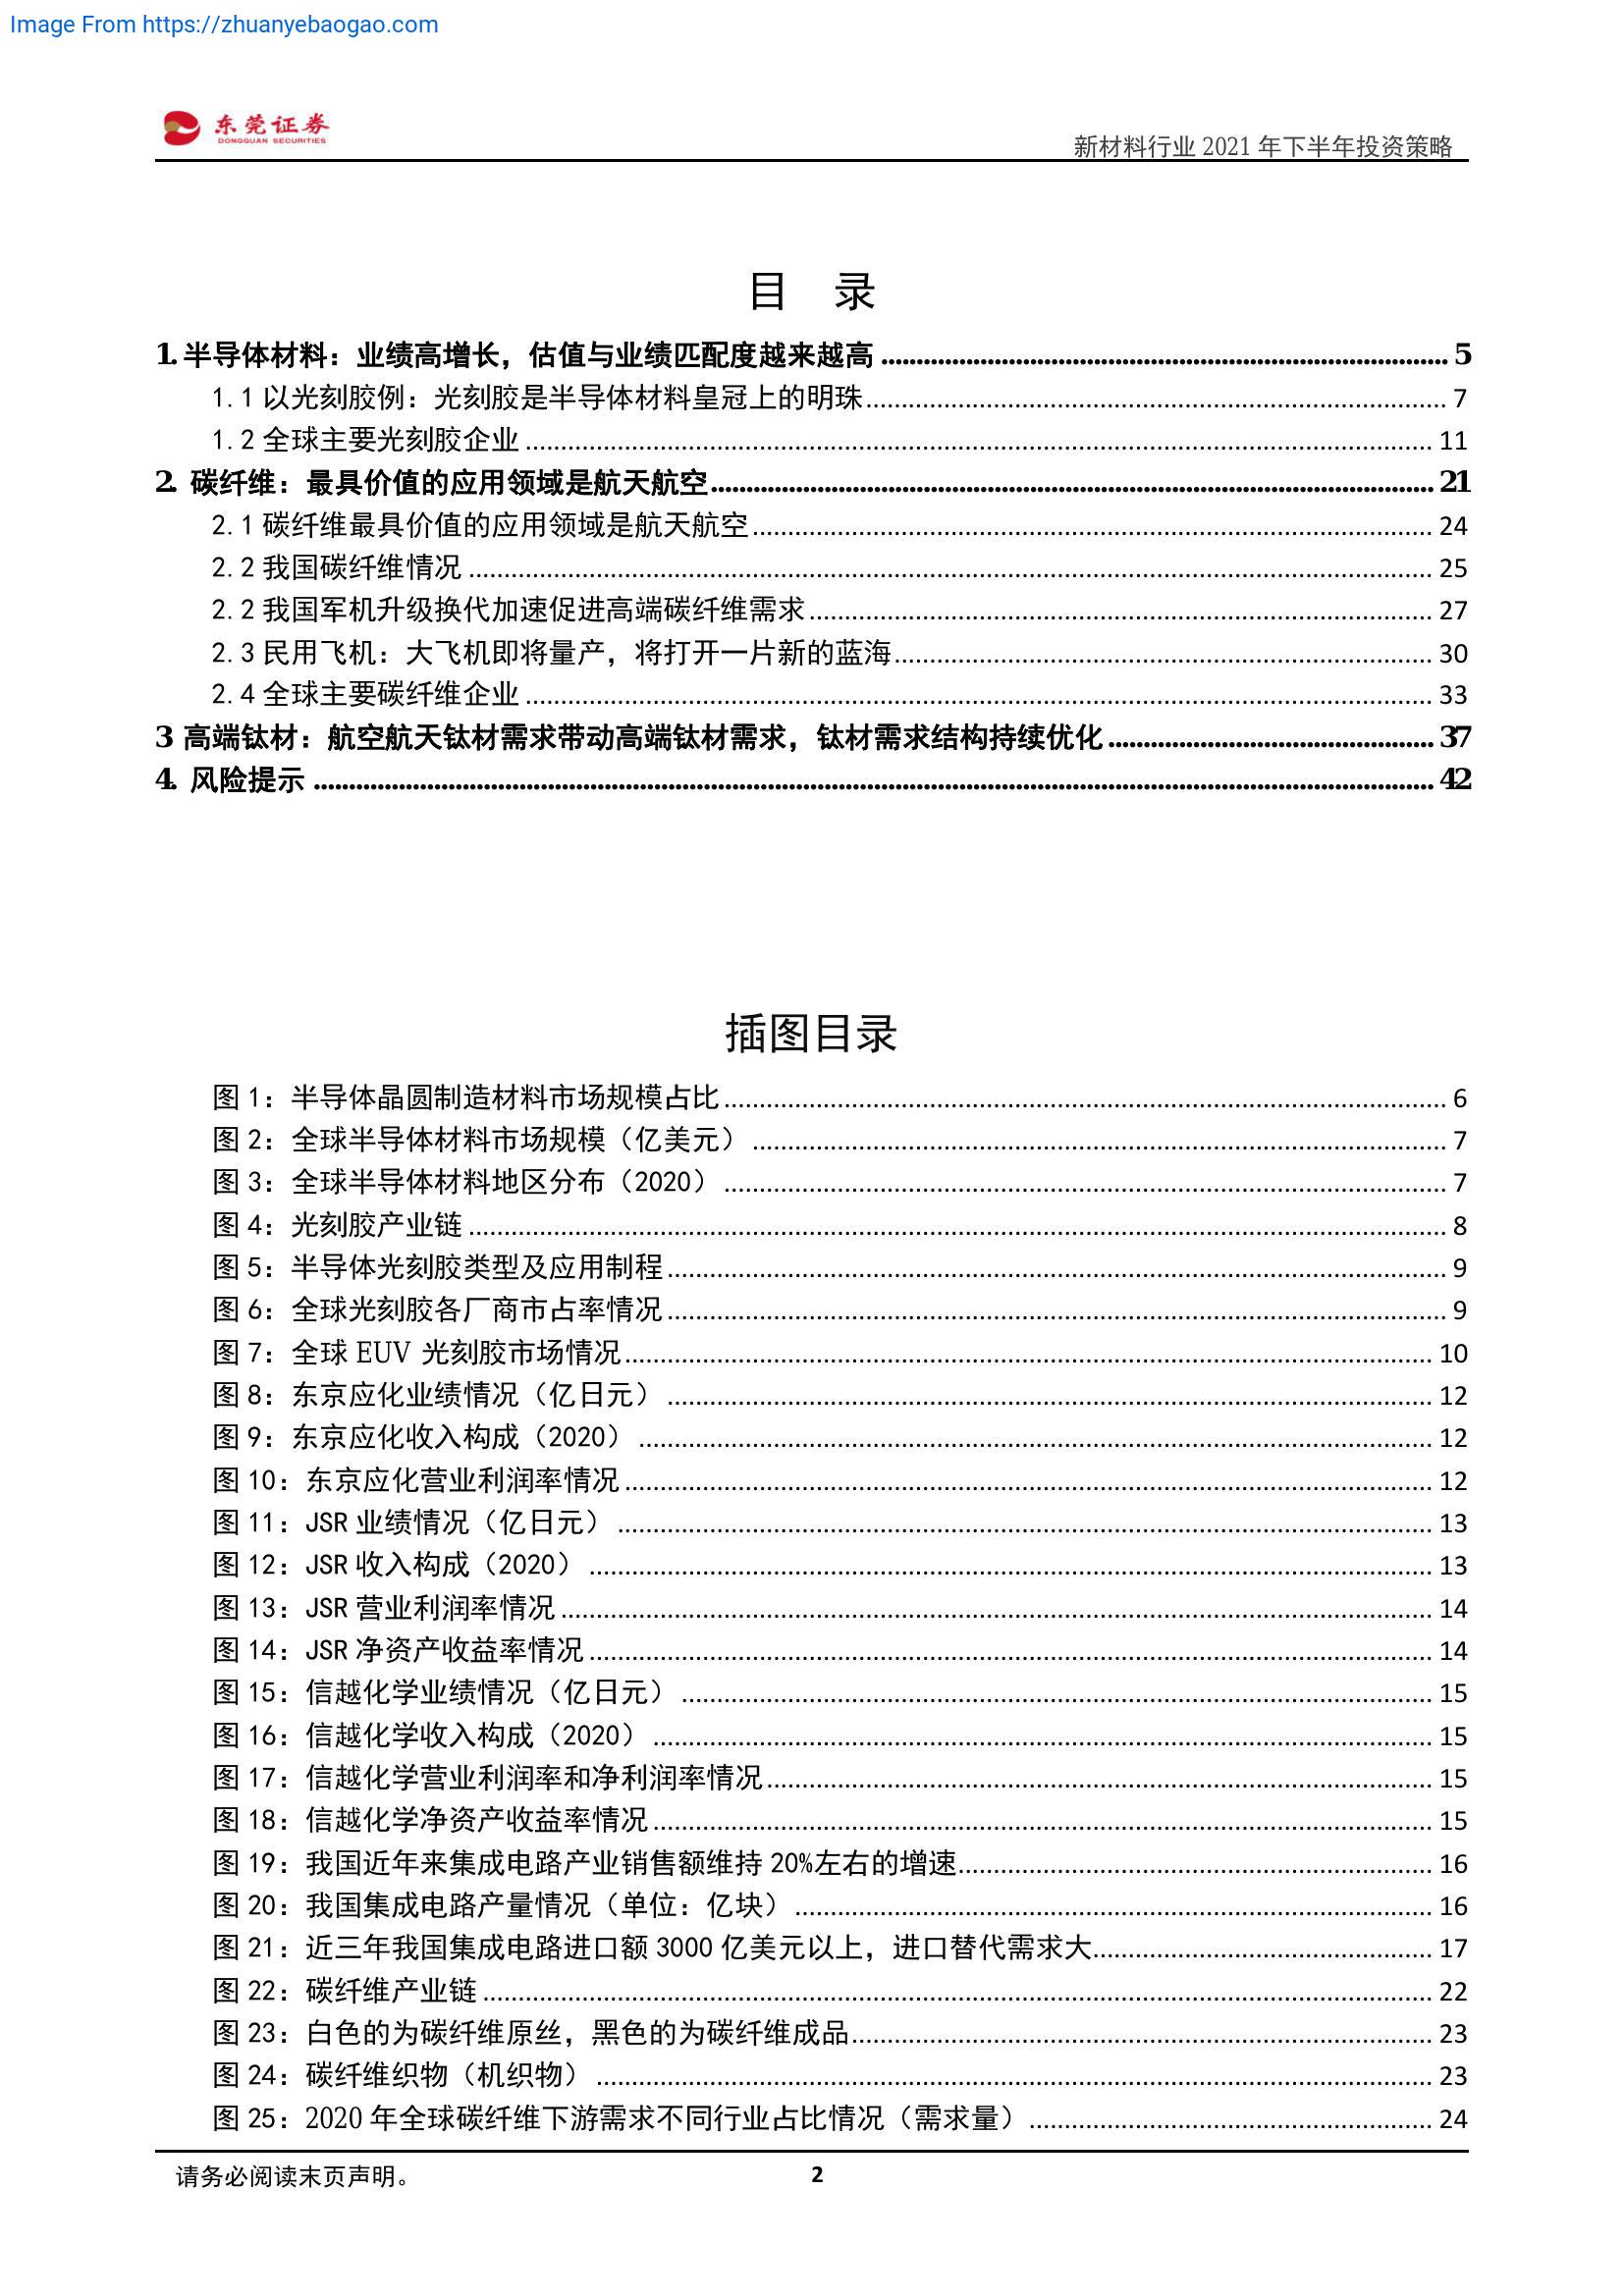 Image From https://zhuanyebaogao.com
东莞证券
DONGGUAN SECURITIES
新材料行业 2021 年下半年投资策略
目 录
1. 半导体材料：业绩高增长，估值与业绩匹配度越来越高 5
1.1 以光刻胶例：光刻胶是半导体材料皇冠上的明珠 7
1.2 全球主要光刻胶企业 11
2. 碳纤维：最具价值的应用领域是航天航空 21
2.1 碳纤维最具价值的应用领域是航天航空 24
2.2 我国碳纤维情况 25
2.2 我国军机升级换代加速促进高端碳纤维需求 27
2.3 民用飞机：大飞机即将量产，将打开一片新的蓝海 30
2.4 全球主要碳纤维企业 33
3 高端钛材：航空航天钛材需求带动高端钛材需求，钛材需求结构持续优化 37
4. 风险提示 42
插图目录
图 1：半导体晶圆制造材料市场规模占比 6
图 2：全球半导体材料市场规模（亿美元） 7
图 3：全球半导体材料地区分布（2020） 7
图 4：光刻胶产业链 8
图 5：半导体光刻胶类型及应用制程 9
图 6：全球光刻胶各厂商市占率情况 9
图 7：全球 EUV 光刻胶市场情况 10
图 8：东京应化业绩情况（亿日元） 12
图 9：东京应化收入构成（2020） 12
图 10：东京应化营业利润率情况 12
图 11：JSR 业绩情况（亿日元） 13
图 12：JSR 收入构成（2020） 13
图 13：JSR 营业利润率情况 14
图 14：JSR 净资产收益率情况 14
图 15：信越化学业绩情况（亿日元） 15
图 16：信越化学收入构成（2020） 15
图 17：信越化学营业利润率和净利润率情况 15
图 18：信越化学净资产收益率情况 15
图 19：我国近年来集成电路产业销售额维持 20%左右的增速 16
图 20：我国集成电路产量情况（单位：亿块） 16
图 21：近三年我国集成电路进口额 3000 亿美元以上，进口替代需求大 17
图 22：碳纤维产业链 22
图 23：白色的为碳纤维原丝，黑色的为碳纤维成品 23
图 24：碳纤维织物（机织物） 23
图 25：2020 年全球碳纤维下游需求不同行业占比情况（需求量） 24
请务必阅读末页声明。
2